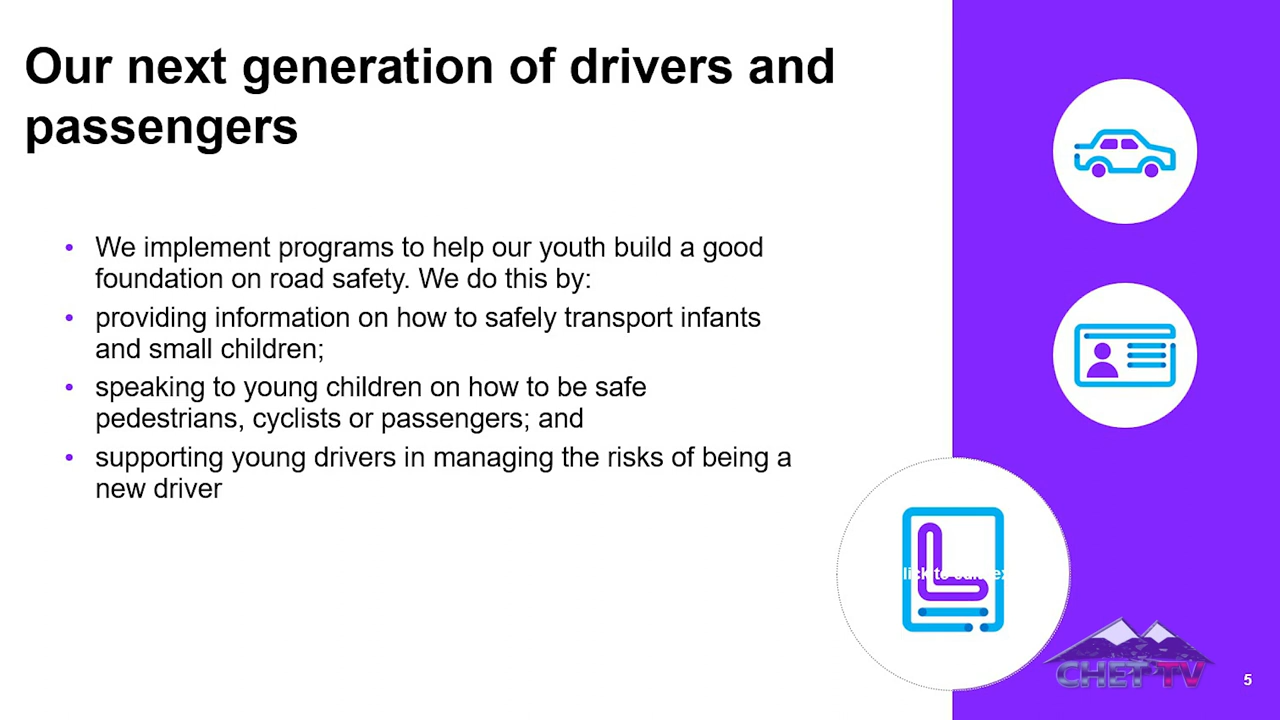 Our next generation of drivers and
passengers
• We implement programs to help our youth build a good
foundation on road safety. We do this by:
• providing information on how to safely transport infants
and small children;
• speaking to young children on how to be safe
pedestrians, cyclists or passengers; and
• supporting young drivers in managing the risks of being a
new driver
CHET TV
5